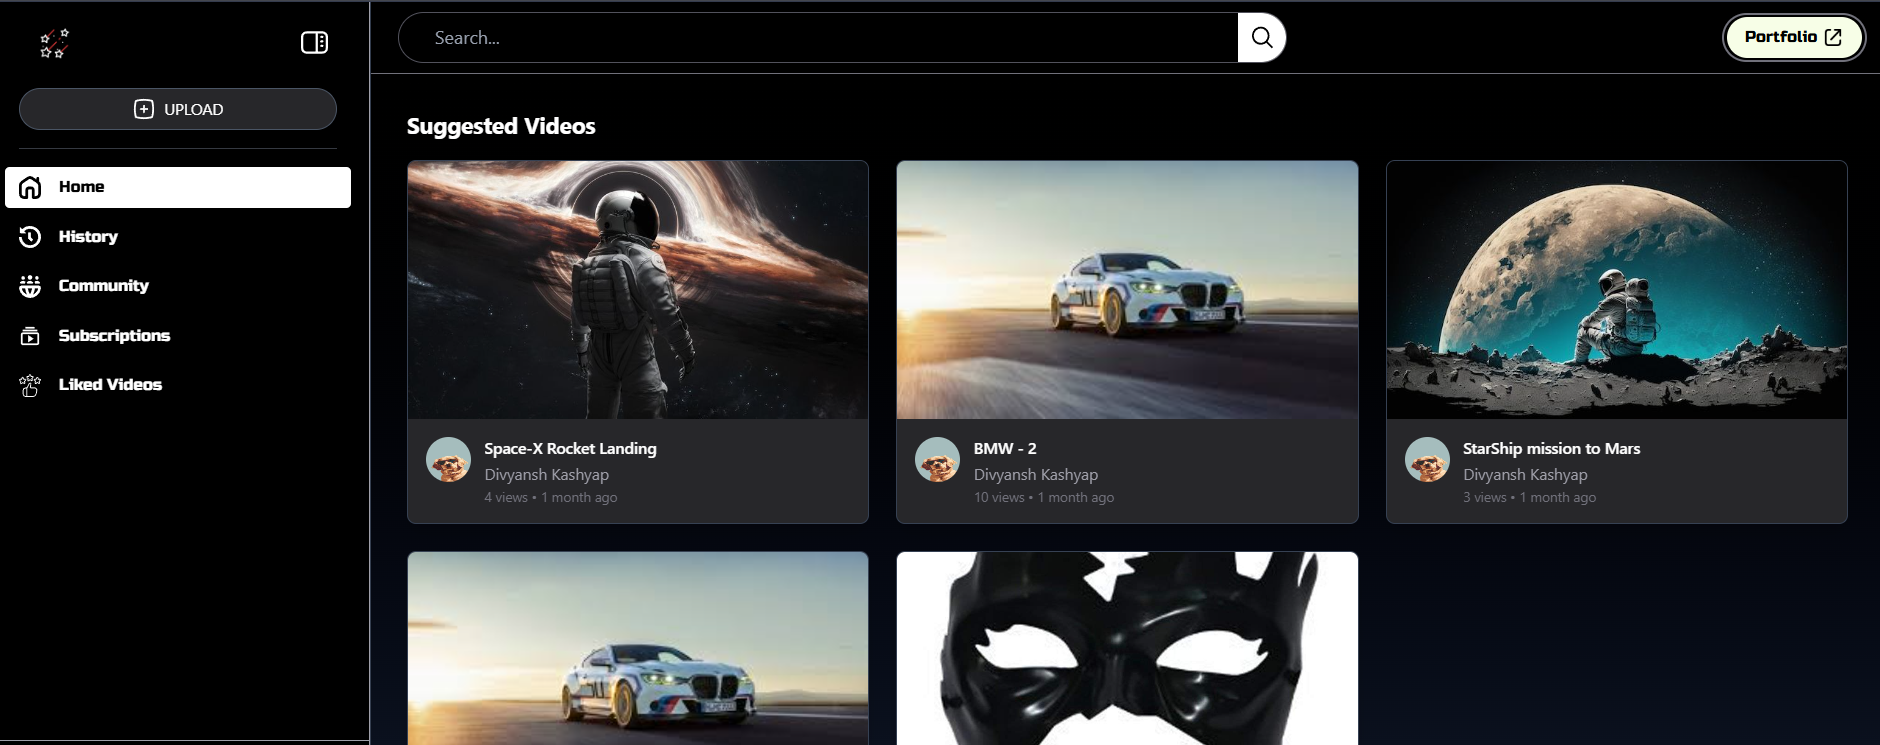 Search...
Portfolio
UPLOAD
Home
History
Community
Subscriptions
Liked Videos
Suggested Videos
Space-X Rocket Landing
Divyansh Kashyap
4 views • 1 month ago
BMW - 2
Divyansh Kashyap
10 views • 1 month ago
StarShip mission to Mars
Divyansh Kashyap
3 views • 1 month ago